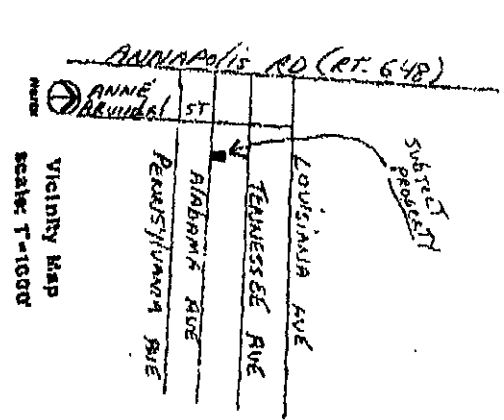 ANNAPOLIS RD (RT. 648)
ANNE
ARUNDEL ST
SUBJECT
PROPERTY
LOUISIANA AVE
TENNESSEE AVE
ALABAMA AVE
PENNSYLVANIA AVE
North
Vicinity Map
scale: 1"=1000'